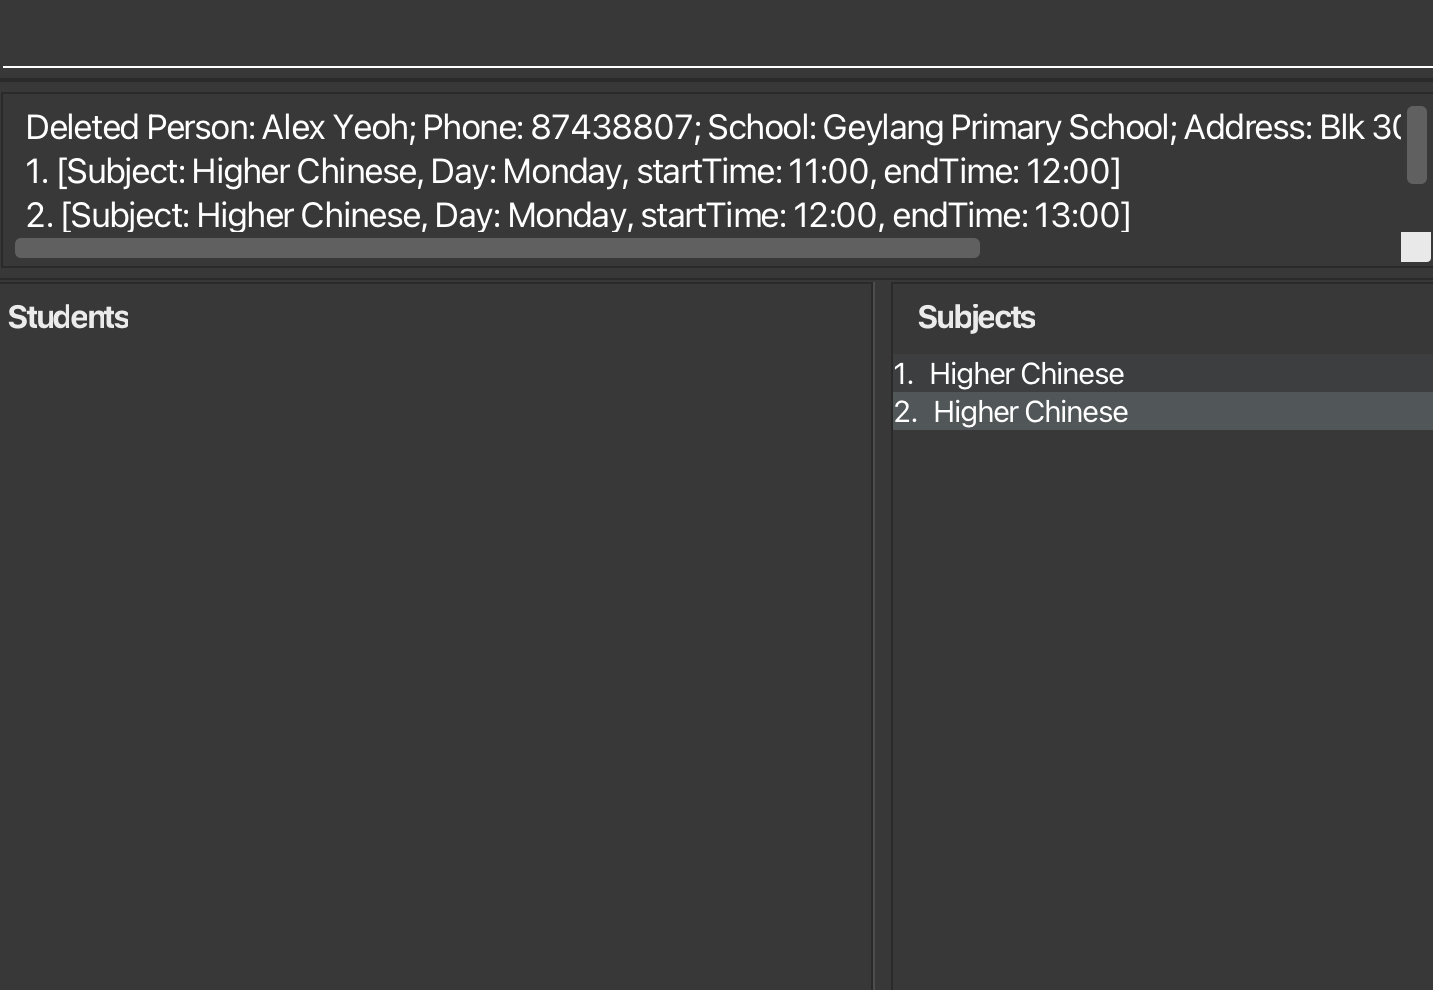 Deleted Person: Alex Yeoh; Phone: 87438807; School: Geylang Primary School; Address: Blk 30
1. [Subject: Higher Chinese, Day: Monday, startTime: 11:00, endTime: 12:00]
2. [Subject: Higher Chinese, Day: Monday, startTime: 12:00, endTime: 13:00]
Students
Subjects
1. Higher Chinese
2. Higher Chinese